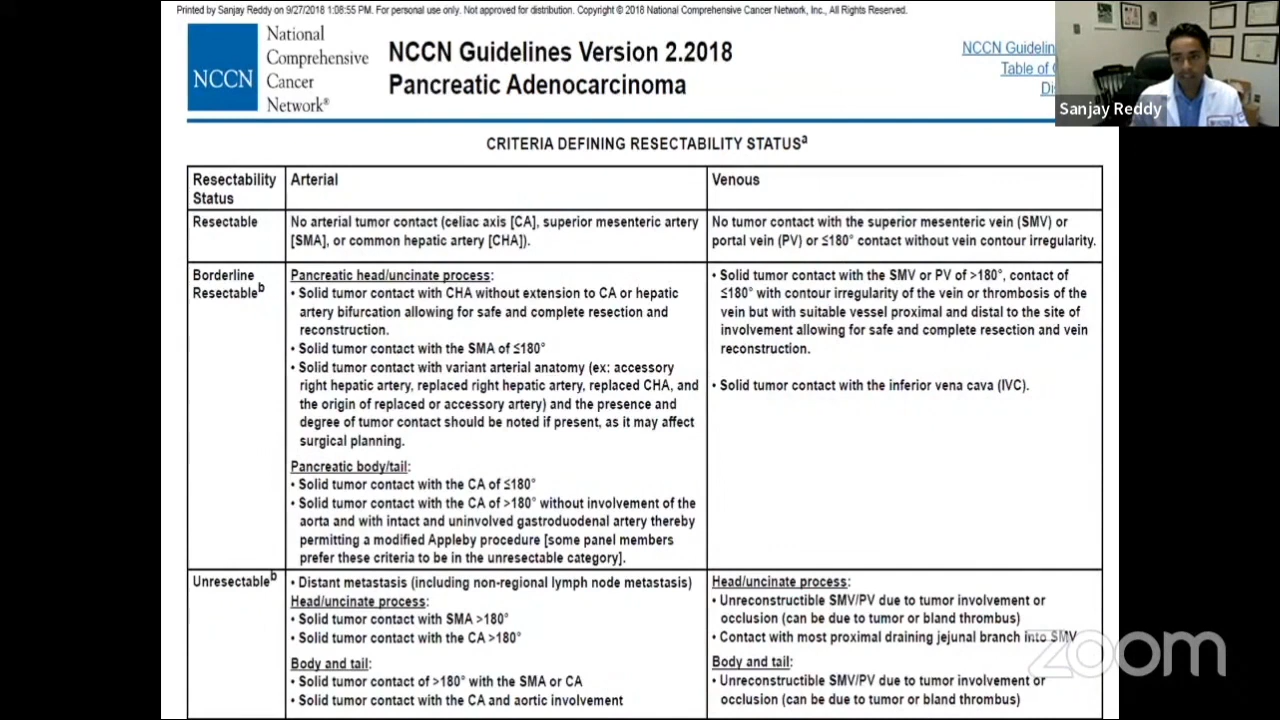 Printed by Sanjay Reddy on 9/27/2018 1:08:55 PM. For personal use only. Not approved for distribution. Copyright © 2018 National Comprehensive Cancer Network, Inc., All Rights Reserved.
NCCN
National
Comprehensive
Cancer
Network®
NCCN Guidelines Version 2.2018
Pancreatic Adenocarcinoma
NCCN Guidelin
Table of
Sanjay Reddy
CRITERIA DEFINING RESECTABILITY STATUSa
Resectability
Status
Arterial
Venous
Resectable
No arterial tumor contact (celiac axis [CA], superior mesenteric artery
[SMA], or common hepatic artery [CHA]).
No tumor contact with the superior mesenteric vein (SMV) or
portal vein (PV) or ≤180° contact without vein contour irregularity.
Borderline
Resectableb
Pancreatic head/uncinate process:
• Solid tumor contact with CHA without extension to CA or hepatic
artery bifurcation allowing for safe and complete resection and
reconstruction.
• Solid tumor contact with the SMA of ≤180°
• Solid tumor contact with variant arterial anatomy (ex: accessory
right hepatic artery, replaced right hepatic artery, replaced CHA, and
the origin of replaced or accessory artery) and the presence and
degree of tumor contact should be noted if present, as it may affect
surgical planning.
Pancreatic body/tail:
• Solid tumor contact with the CA of ≤180°
• Solid tumor contact with the CA of >180° without involvement of the
aorta and with intact and uninvolved gastroduodenal artery thereby
permitting a modified Appleby procedure [some panel members
prefer these criteria to be in the unresectable category].
• Solid tumor contact with the SMV or PV of >180°, contact of
≤180° with contour irregularity of the vein or thrombosis of the
vein but with suitable vessel proximal and distal to the site of
involvement allowing for safe and complete resection and vein
reconstruction.
• Solid tumor contact with the inferior vena cava (IVC).
Unresectableb
• Distant metastasis (including non-regional lymph node metastasis)
Head/uncinate process:
• Solid tumor contact with SMA >180°
• Solid tumor contact with the CA >180°
Body and tail:
• Solid tumor contact of >180° with the SMA or CA
• Solid tumor contact with the CA and aortic involvement
Head/uncinate process:
• Unreconstructible SMV/PV due to tumor involvement or
occlusion (can be due to tumor or bland thrombus)
• Contact with most proximal draining jejunal branch into SMV
Body and tail:
• Unreconstructible SMV/PV due to tumor involvement or
occlusion (can be due to tumor or bland thrombus)
zoom